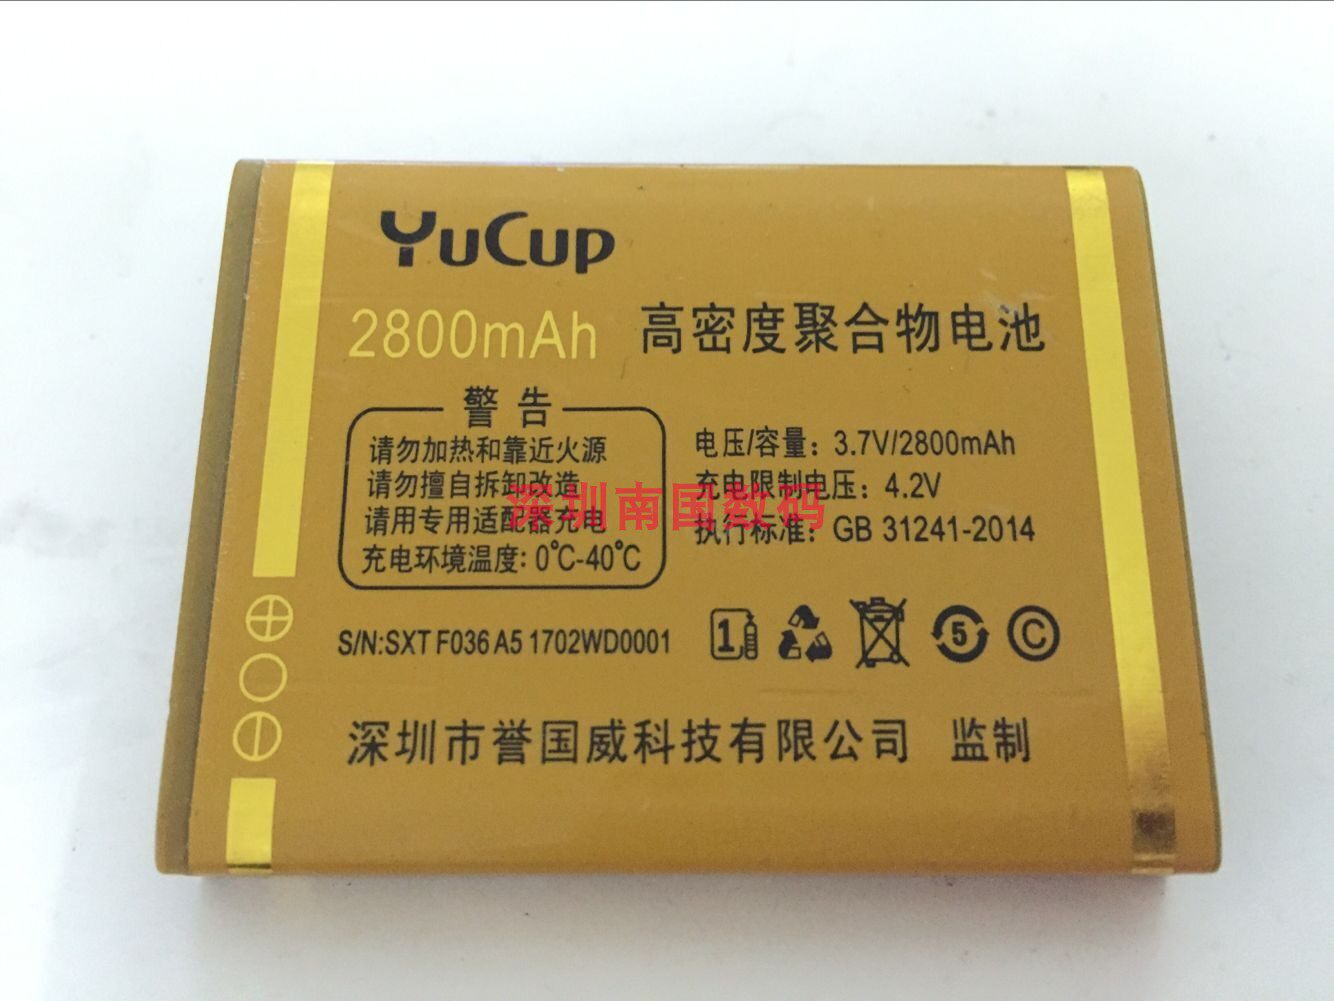 YuCup
2800mAh 高密度聚合物电池
警告
请勿加热和靠近火源
请勿擅自拆卸改造
请用专用适配器充电
充电环境温度：0℃-40℃
电压/容量：3.7V/2800mAh
充电限制电压：4.2V
执行标准：GB 31241-2014
深圳南国数码
S/N:SXT F036 A5 1702WD0001
1
5
C
深圳市誉国威科技有限公司 监制